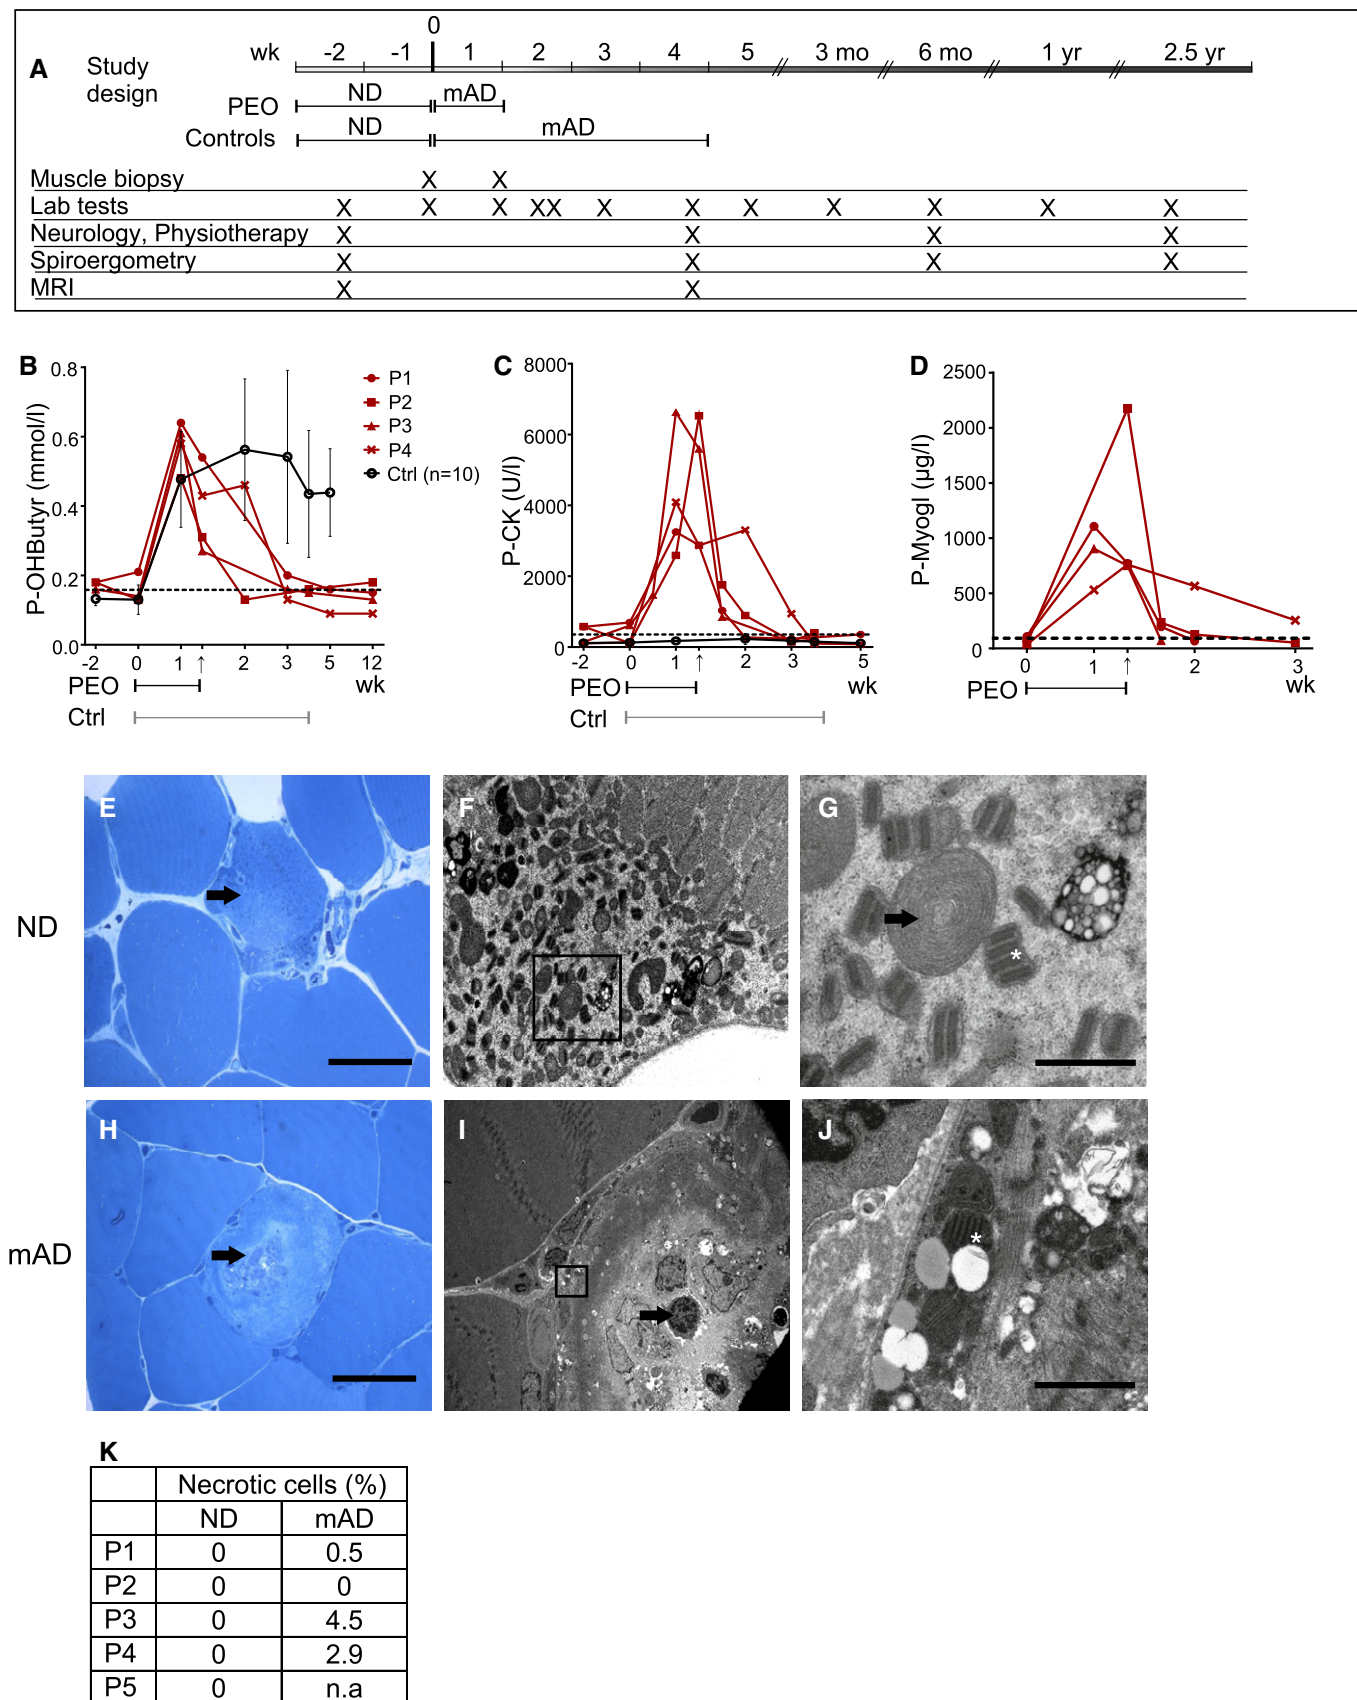 0
wk -2 -1 1 2 3 4 5 3 mo 6 mo 1 yr 2.5 yr
A Study
design
PEO ND mAD
Controls ND mAD
Muscle biopsy X X
Lab tests X X X XX X X X X X X X
Neurology, Physiotherapy X X X X
Spiroergometry X X X X
MRI X X
B
P-OHButyr (mmol/l)
0.8
0.6
0.4
0.2
0.0
-2 0 1 ↑ 2 3 5 12
PEO wk
Ctrl
P1
P2
P3
P4
Ctrl (n=10)
C
P-CK (U/l)
8000
6000
4000
2000
0
-2 0 1 ↑ 2 3 5
PEO wk
Ctrl
D
P-Myogl (µg/l)
2500
2000
1500
1000
500
0
0 1 ↑ 2 3
PEO wk
ND
E F G
*
mAD
H I J
*
K
Necrotic cells (%)
ND mAD
P1 0 0.5
P2 0 0
P3 0 4.5
P4 0 2.9
P5 0 n.a